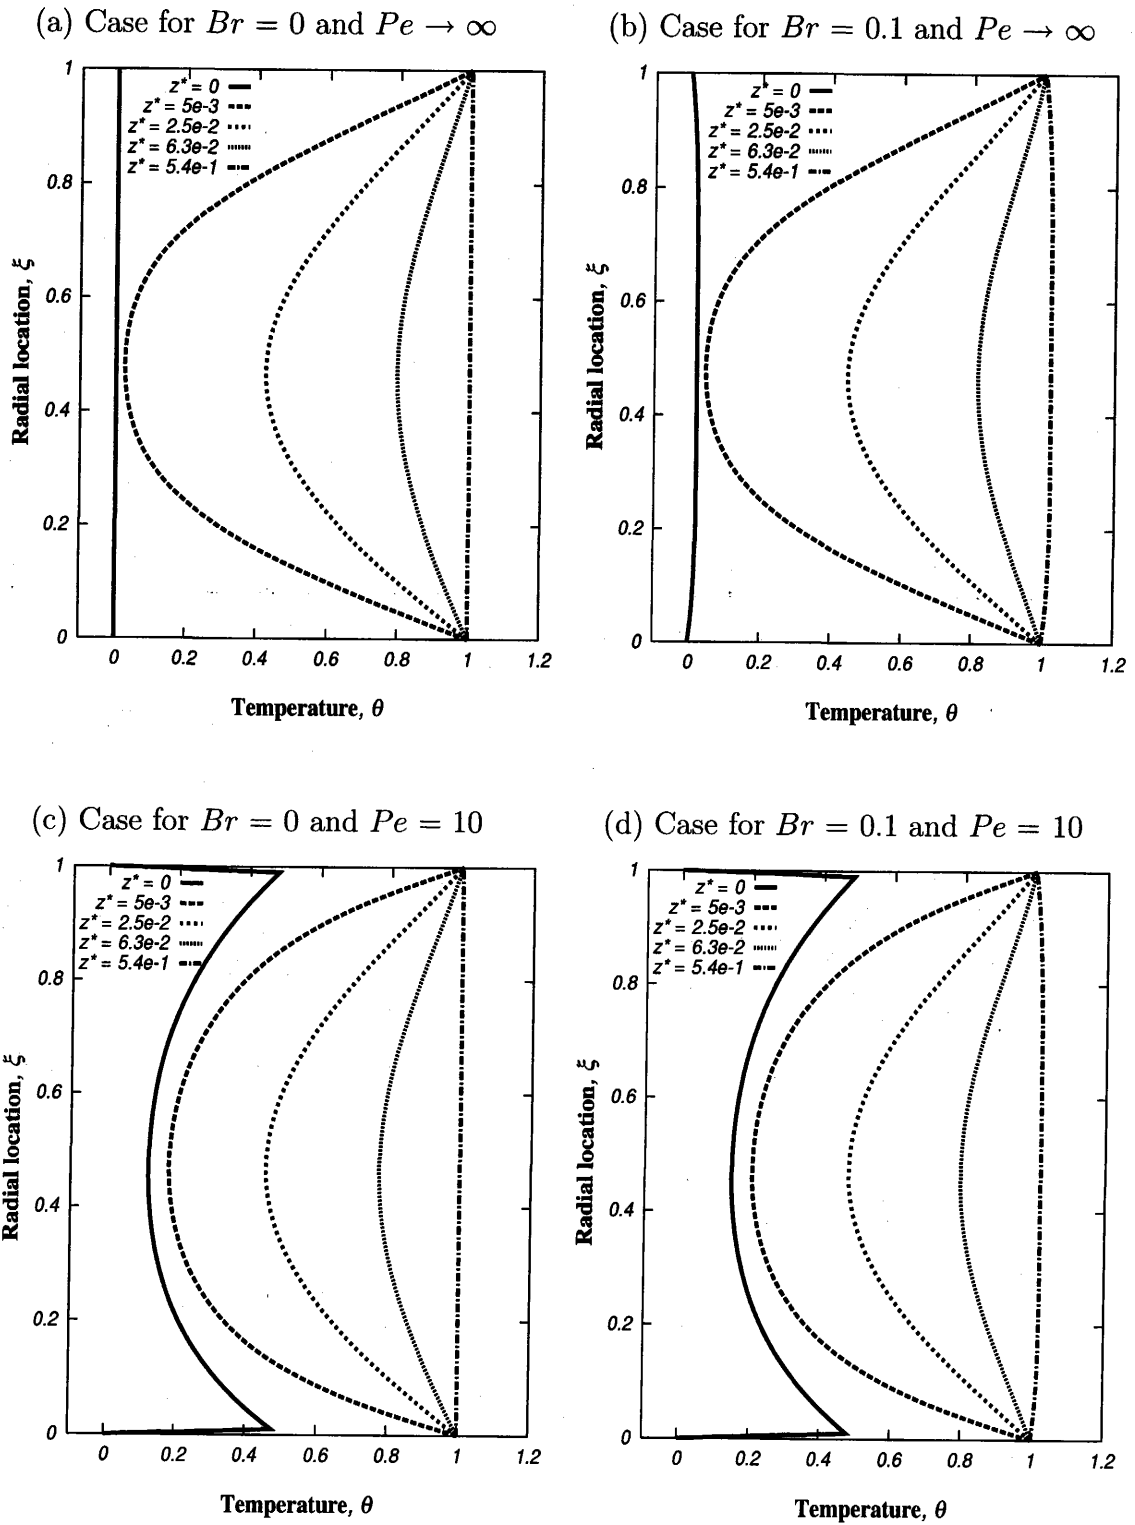 (a) Case for Br = 0 and Pe → ∞
z* = 0
z* = 5e-3
z* = 2.5e-2
z* = 6.3e-2
z* = 5.4e-1
1
0.8
0.6
0.4
0.2
0
Radial location, ξ
0 0.2 0.4 0.6 0.8 1 1.2
Temperature, θ
(b) Case for Br = 0.1 and Pe → ∞
z* = 0
z* = 5e-3
z* = 2.5e-2
z* = 6.3e-2
z* = 5.4e-1
1
0.8
0.6
0.4
0.2
0
Radial location, ξ
0 0.2 0.4 0.6 0.8 1 1.2
Temperature, θ
(c) Case for Br = 0 and Pe = 10
z* = 0
z* = 5e-3
z* = 2.5e-2
z* = 6.3e-2
z* = 5.4e-1
1
0.8
0.6
0.4
0.2
0
Radial location, ξ
0 0.2 0.4 0.6 0.8 1 1.2
Temperature, θ
(d) Case for Br = 0.1 and Pe = 10
z* = 0
z* = 5e-3
z* = 2.5e-2
z* = 6.3e-2
z* = 5.4e-1
1
0.8
0.6
0.4
0.2
0
Radial location, ξ
0 0.2 0.4 0.6 0.8 1 1.2
Temperature, θ